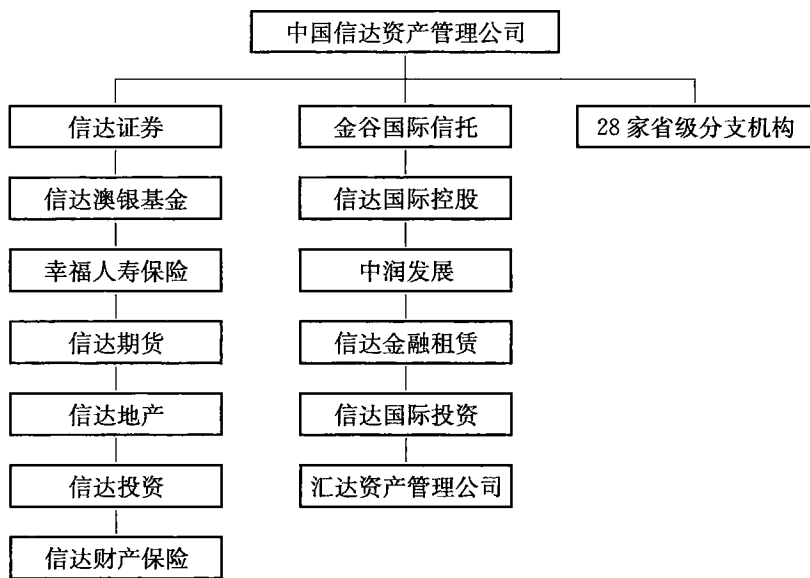 中国信达资产管理公司
信达证券
金谷国际信托
28家省级分支机构
信达澳银基金
信达国际控股
幸福人寿保险
中润发展
信达期货
信达金融租赁
信达地产
信达国际投资
信达投资
汇达资产管理公司
信达财产保险